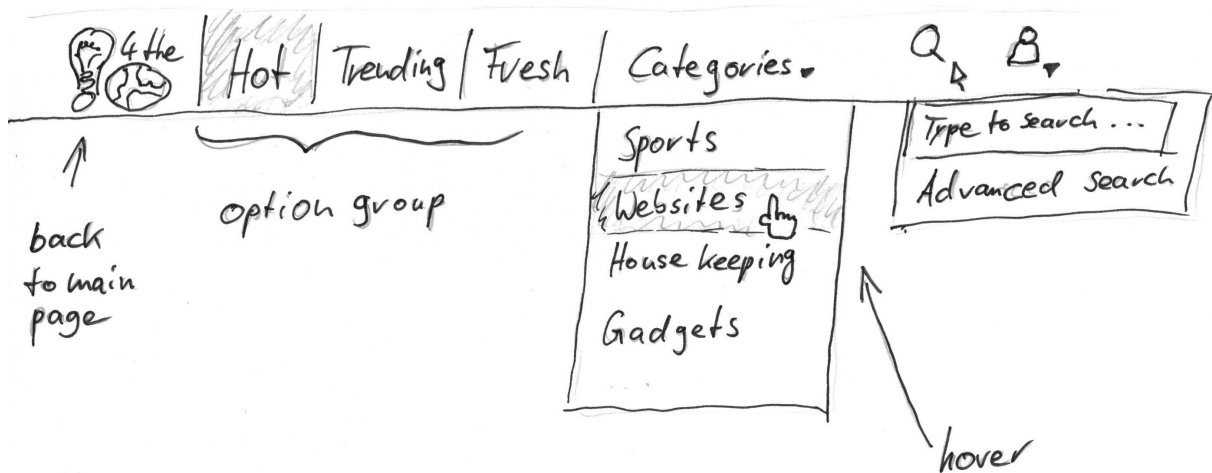 4 the
Hot | Trending | Fresh | Categories
Type to search ...
Advanced search
Sports
Websites
House keeping
Gadgets
option group
back
to main
page
hover